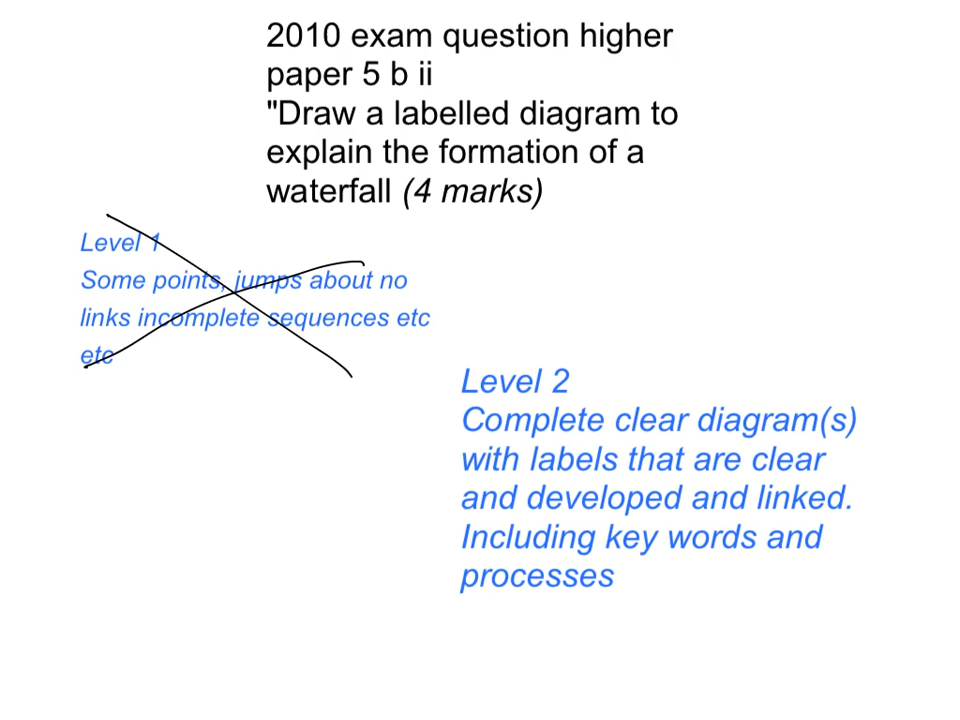 2010 exam question higher
paper 5 b ii
"Draw a labelled diagram to
explain the formation of a
waterfall (4 marks)
Level 1
Some points, jumps about no
links incomplete sequences etc
etc
Level 2
Complete clear diagram(s)
with labels that are clear
and developed and linked.
Including key words and
processes